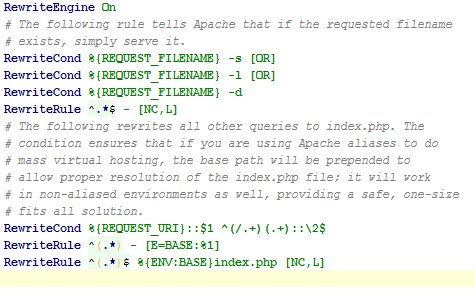 RewriteEngine On
# The following rule tells Apache that if the requested filename
# exists, simply serve it.
RewriteCond %{REQUEST_FILENAME} -s [OR]
RewriteCond %{REQUEST_FILENAME} -l [OR]
RewriteCond %{REQUEST_FILENAME} -d
RewriteRule ^.*$ - [NC,L]
# The following rewrites all other queries to index.php. The
# condition ensures that if you are using Apache aliases to do
# mass virtual hosting, the base path will be prepended to
# allow proper resolution of the index.php file; it will work
# in non-aliased environments as well, providing a safe, one-size
# fits all solution.
RewriteCond %{REQUEST_URI}::$1 ^(/.+)(.+)::\2$
RewriteRule ^(.*) - [E=BASE:%1]
RewriteRule ^(.*)$ %{ENV:BASE}index.php [NC,L]